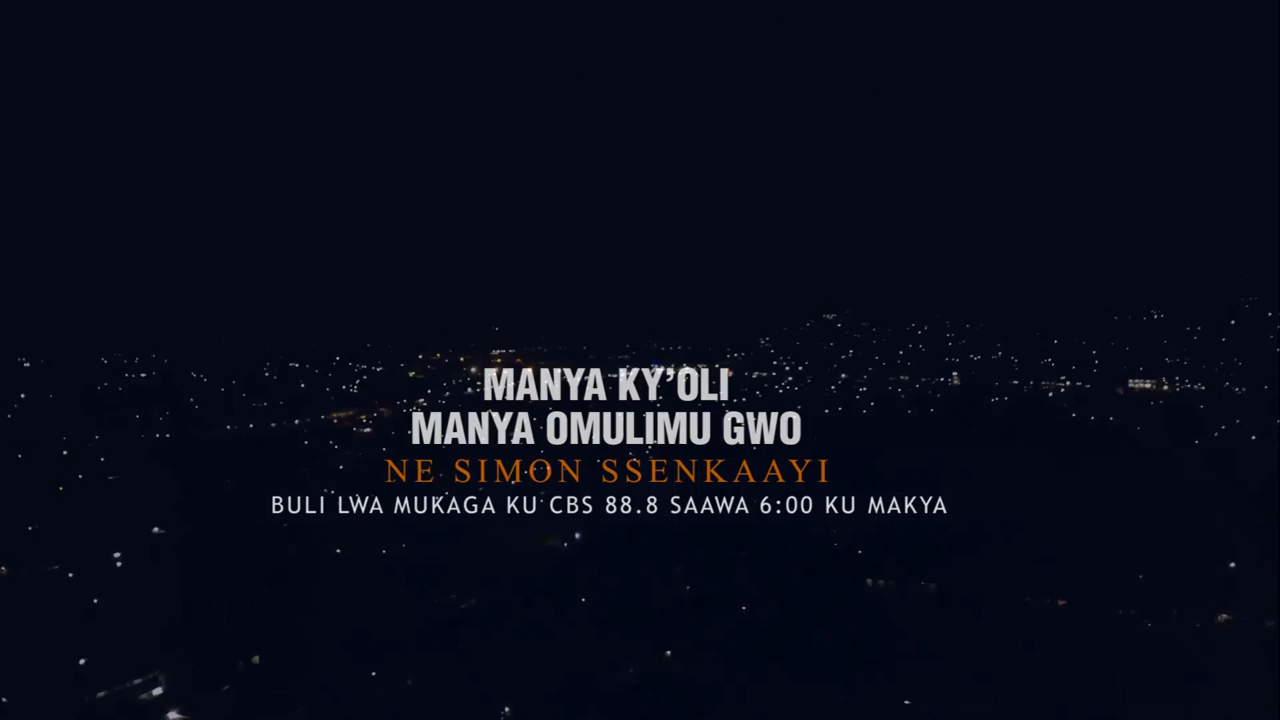 MANYA KY’OLI
MANYA OMULIMU GWO
NE SIMON SSENKAAYI
BULI LWA MUKAGA KU CBS 88.8 SAAWA 6:00 KU MAKYA